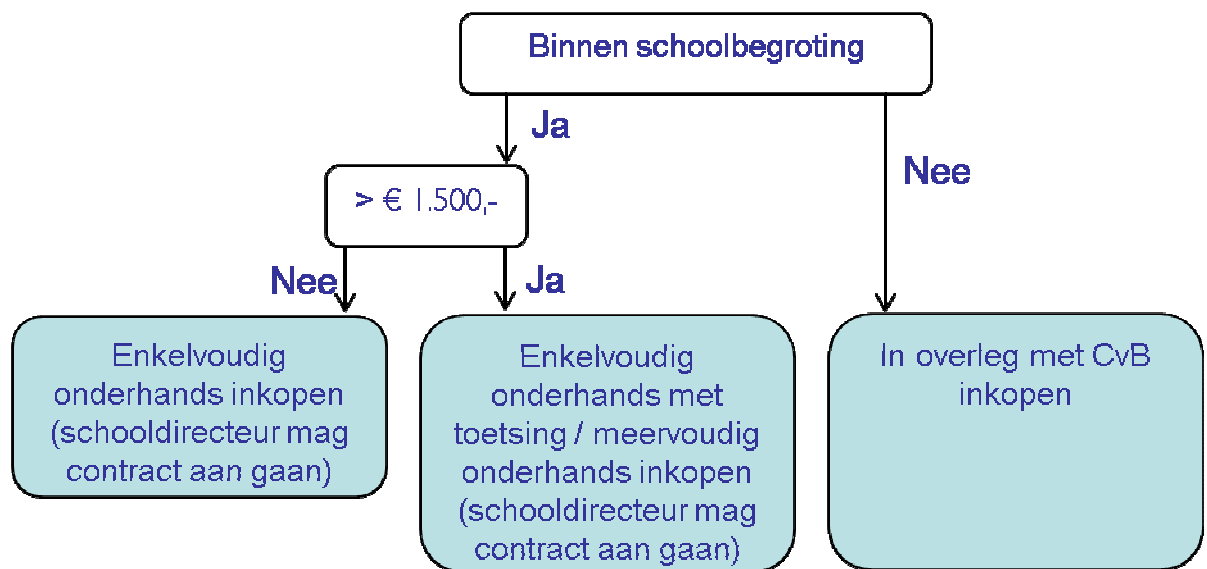 Binnen schoolbegroting
Ja
Nee
> € 1.500,-
Nee
Ja
Enkelvoudig
onderhands inkopen
(schooldirecteur mag
contract aan gaan)
Enkelvoudig
onderhands met
toetsing / meervoudig
onderhands inkopen
(schooldirecteur mag
contract aan gaan)
In overleg met CvB
inkopen